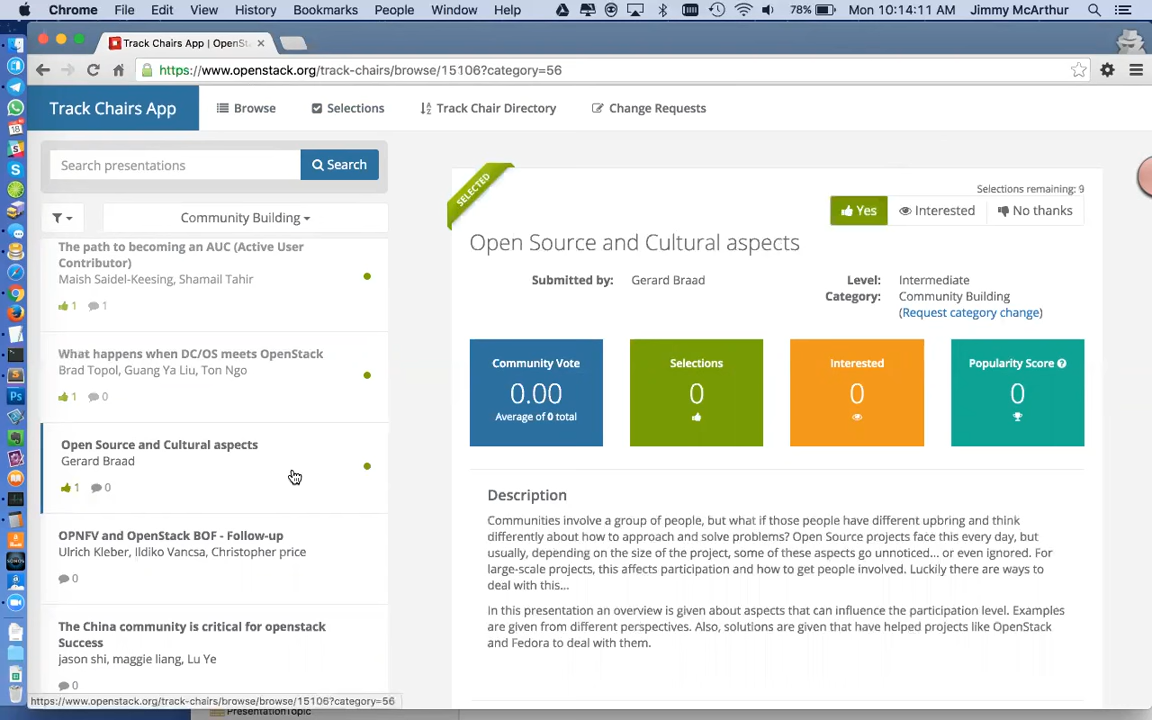 Chrome File Edit View History Bookmarks People Window Help 78% Mon 10:14:11 AM Jimmy McArthur
Track Chairs App | OpenSt
https://www.openstack.org/track-chairs/browse/15106?category=56
Track Chairs App Browse Selections Track Chair Directory Change Requests
Search presentations Search
Community Building
The path to becoming an AUC (Active User
Contributor)
Maish Saidel-Keesing, Shamail Tahir
1 1
What happens when DC/OS meets OpenStack
Brad Topol, Guang Ya Liu, Ton Ngo
1 0
Open Source and Cultural aspects
Gerard Braad
1 0
OPNFV and OpenStack BOF - Follow-up
Ulrich Kleber, Ildiko Vancsa, Christopher price
0
The China community is critical for openstack
Success
jason shi, maggie liang, Lu Ye
0
https://www.openstack.org/track-chairs/browse/browse/15106?category=56
PresentationTopic
SELECTED
Selections remaining: 9
Yes Interested No thanks
Open Source and Cultural aspects
Submitted by: Gerard Braad
Level: Intermediate
Category: Community Building
(Request category change)
Community Vote
0.00
Average of 0 total
Selections
0
Interested
0
Popularity Score
0
Description
Communities involve a group of people, but what if those people have different upbring and think
differently about how to approach and solve problems? Open Source projects face this every day, but
usually, depending on the size of the project, some of these aspects go unnoticed... or even ignored. For
large-scale projects, this affects participation and how to get people involved. Luckily there are ways to
deal with this...
In this presentation an overview is given about aspects that can influence the participation level. Examples
are given from different perspectives. Also, solutions are given that have helped projects like OpenStack
and Fedora to deal with them.